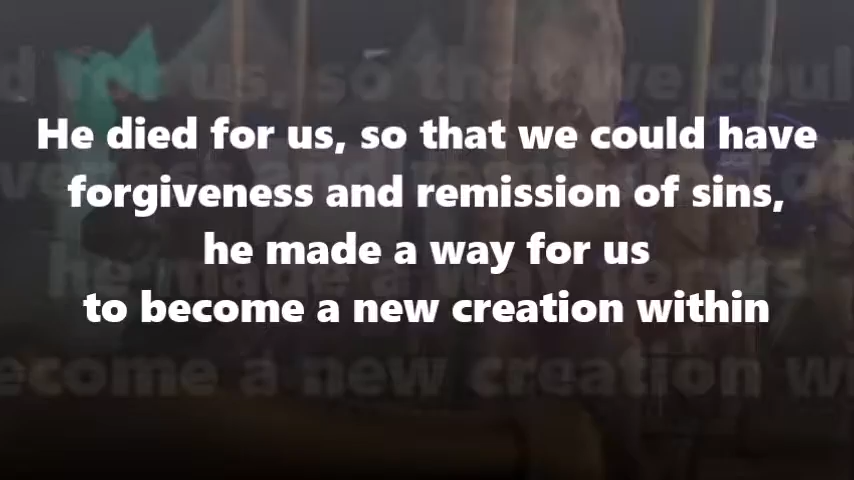 He died for us, so that we could have
forgiveness and remission of sins,
he made a way for us
to become a new creation within